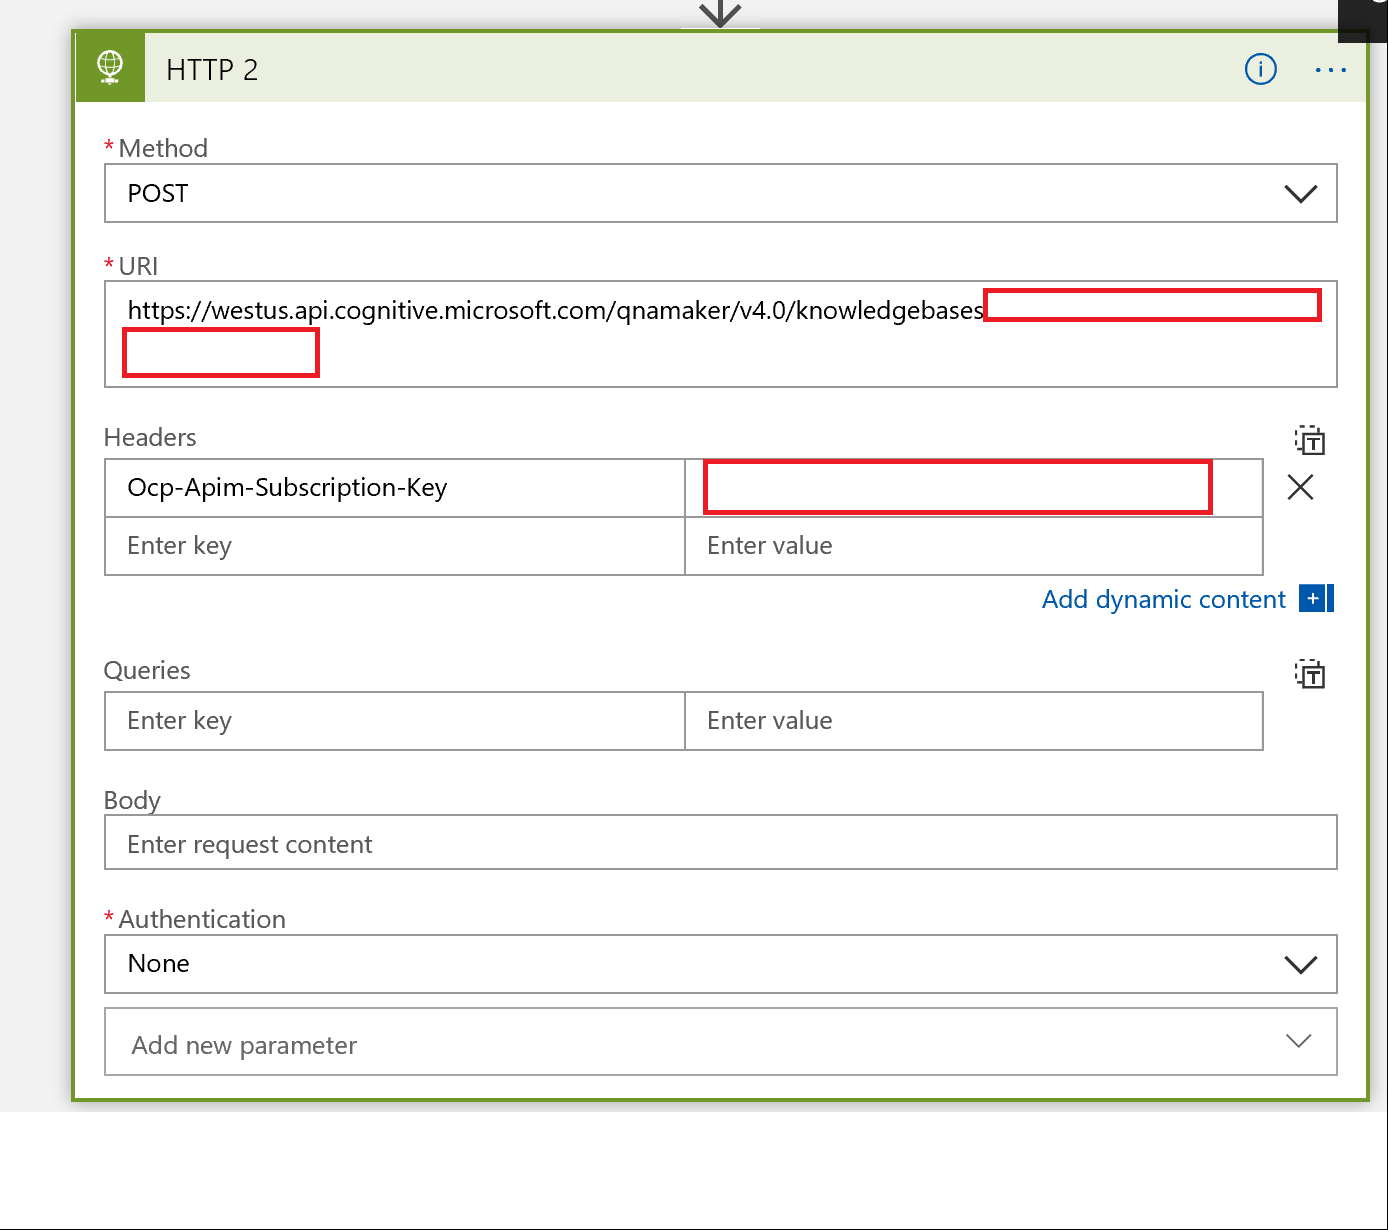 HTTP 2
* Method
POST
* URI
https://westus.api.cognitive.microsoft.com/qnamaker/v4.0/knowledgebases
Headers
Ocp-Apim-Subscription-Key
Enter key Enter value
Add dynamic content
Queries
Enter key Enter value
Body
Enter request content
* Authentication
None
Add new parameter